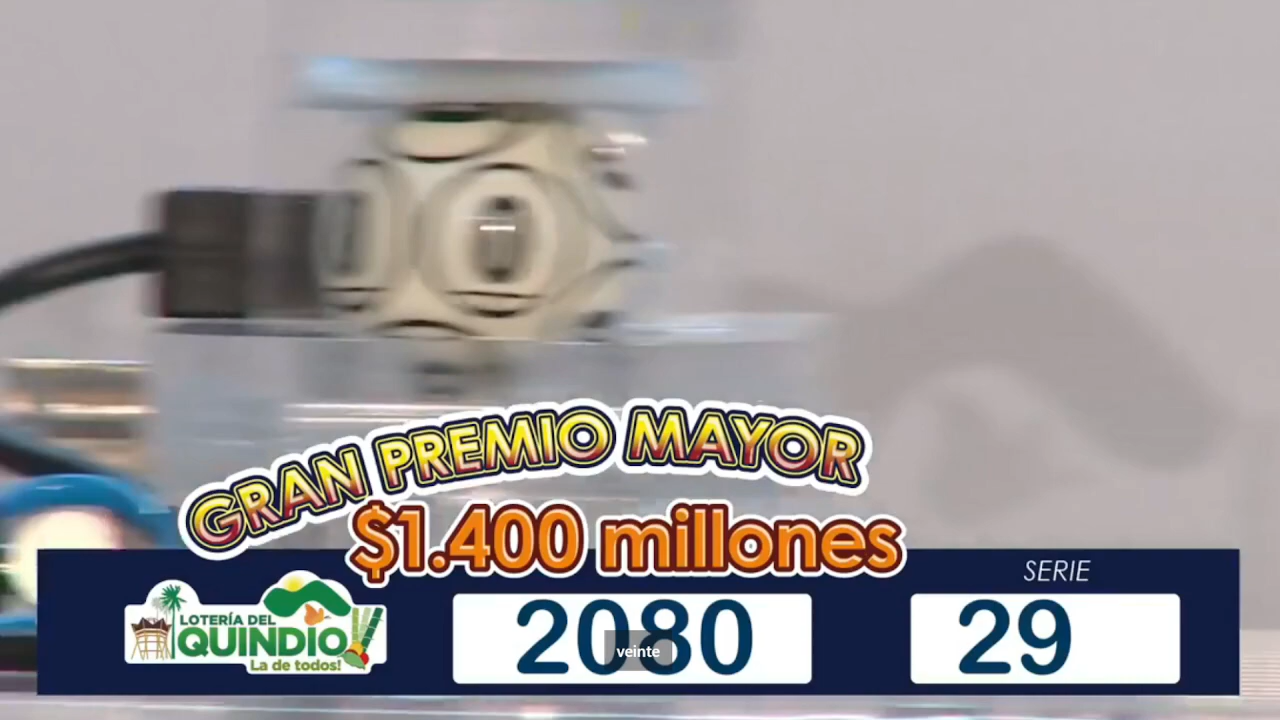 GRAN PREMIO MAYOR
$1.400 millones
SERIE
LOTERÍA DEL
QUINDIO
La de todos!
2080
29
veinte